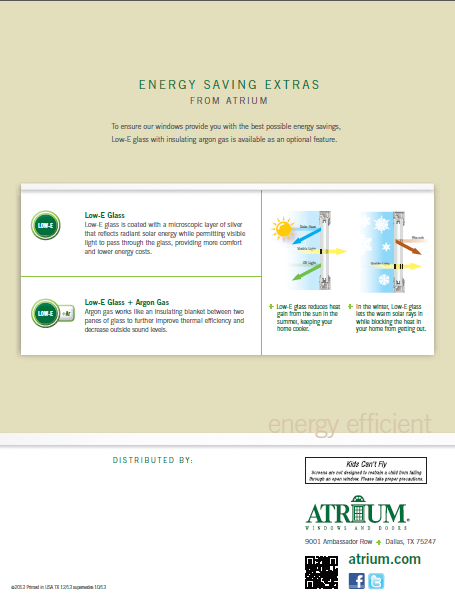 ENERGY SAVING EXTRAS
FROM ATRIUM
To ensure our windows provide you with the best possible energy savings,
Low-E glass with insulating argon gas is available as an optional feature.
LOW-E
Low-E Glass
Low-E glass is coated with a microscopic layer of silver
that reflects radiant solar energy while permitting visible
light to pass through the glass, providing more comfort
and lower energy costs.
LOW-E +Ar
Low-E Glass + Argon Gas
Argon gas works like an insulating blanket between two
panes of glass to further improve thermal efficiency and
decrease outside sound levels.
Visible Light
UV Light
+ Low-E glass reduces heat
gain from the sun in the
summer, keeping your
home cooler.
+ In the winter, Low-E glass
lets the warm solar rays in
while blocking the heat in
your home from getting out.
energy efficient
DISTRIBUTED BY:
Kids Can't Fly
Screens are not designed to restrain a child from falling
through an open window. Please take proper precautions.
ATRIUM®
WINDOWS AND DOORS
9001 Ambassador Row + Dallas, TX 75247
atrium.com
©2013 Printed in USA TX 12/13 supersedes 10/13